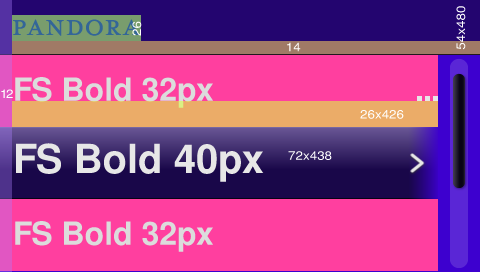 PANDORA
26
54x480
14
12
FS Bold 32px
26x426
FS Bold 40px
72x438
FS Bold 32px